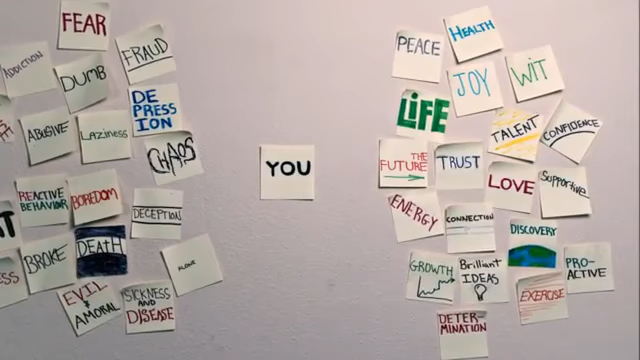 FEAR
ADDICTION
FRAUD
DUMB
DE
PRESS
ION
ABUSIVE
LAZINESS
CHAOS
REACTIVE
BEHAVIOR
BOREDOM
DECEPTION
BROKE
DEATH
EVIL
&
AMORAL
SICKNESS
AND
DISEASE
YOU
PEACE
HEALTH
JOY
WIT
LiFE
TALENT
CONFIDENCE
THE
FUTURE
TRUST
LOVE
Supportive
ENERGY
CONNECTION
DISCOVERY
GROWTH
BRilliANT
IDEAS
PRO-
ACTIVE
EXERCISE
DETER-
MINATION